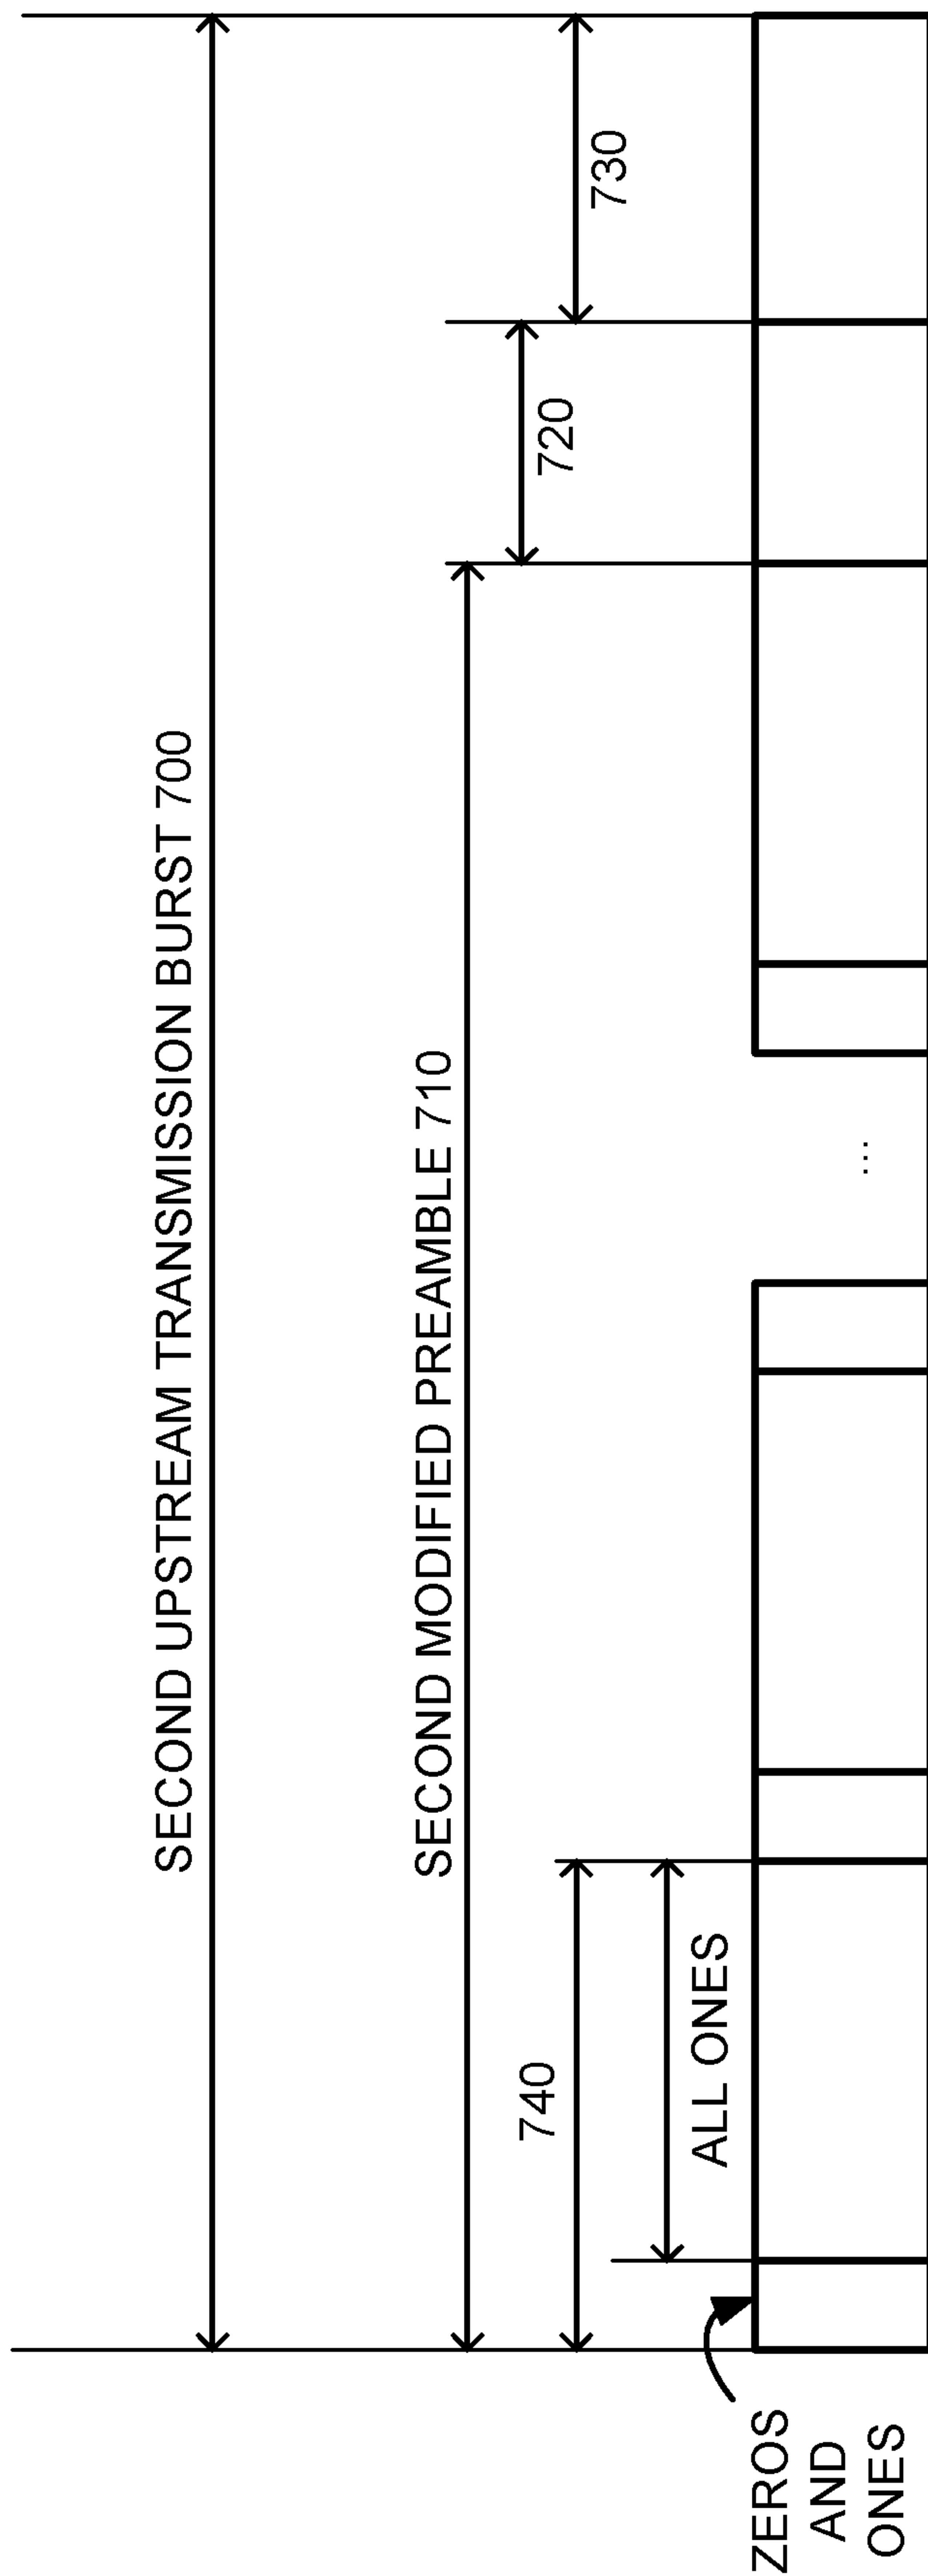 SECOND UPSTREAM TRANSMISSION BURST 700
SECOND MODIFIED PREAMBLE 710
740
720
730
ALL ONES
ZEROS
AND
ONES
...